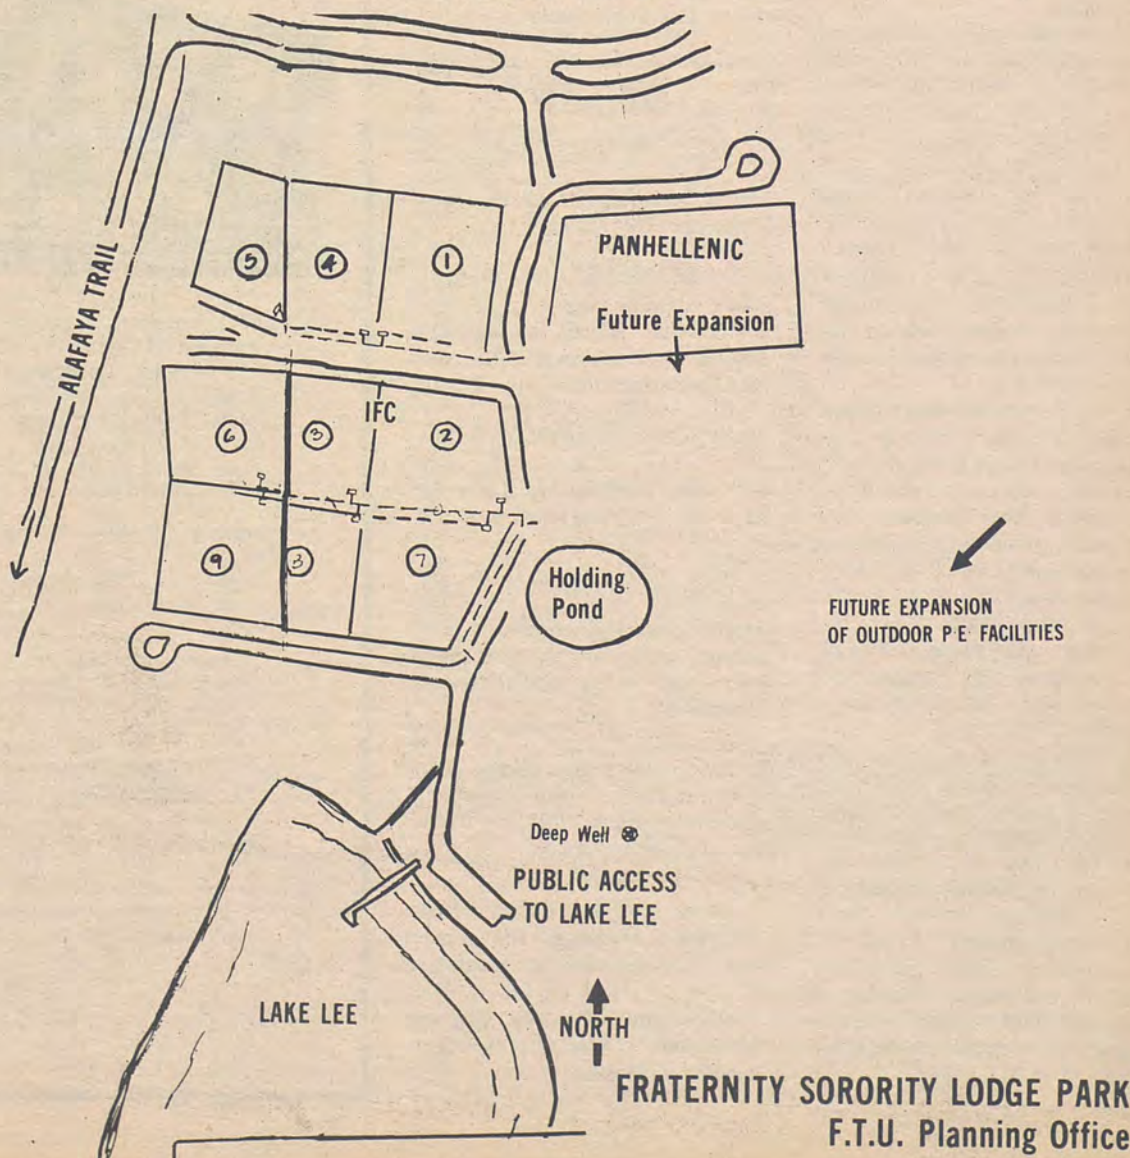 ALAFAYA TRAIL
5
4
1
PANHELLENIC
Future Expansion
IFC
6
3
2
9
3
7
Holding
Pond
FUTURE EXPANSION
OF OUTDOOR P·E· FACILITIES
Deep Well
PUBLIC ACCESS
TO LAKE LEE
LAKE LEE
NORTH
FRATERNITY SORORITY LODGE PARK
F.T.U. Planning Office